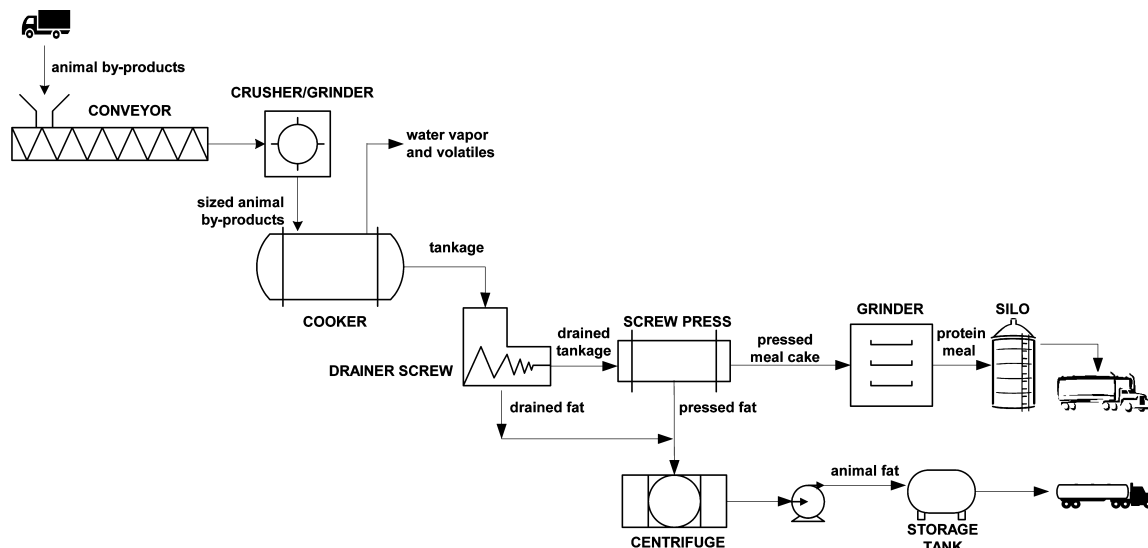 animal by-products
CONVEYOR
CRUSHER/GRINDER
water vapor
and volatiles
sized animal
by-products
tankage
COOKER
DRAINER SCREW
drained
tankage
SCREW PRESS
pressed
meal cake
GRINDER
protein
meal
SILO
drained fat
pressed fat
CENTRIFUGE
animal fat
STORAGE
TANK